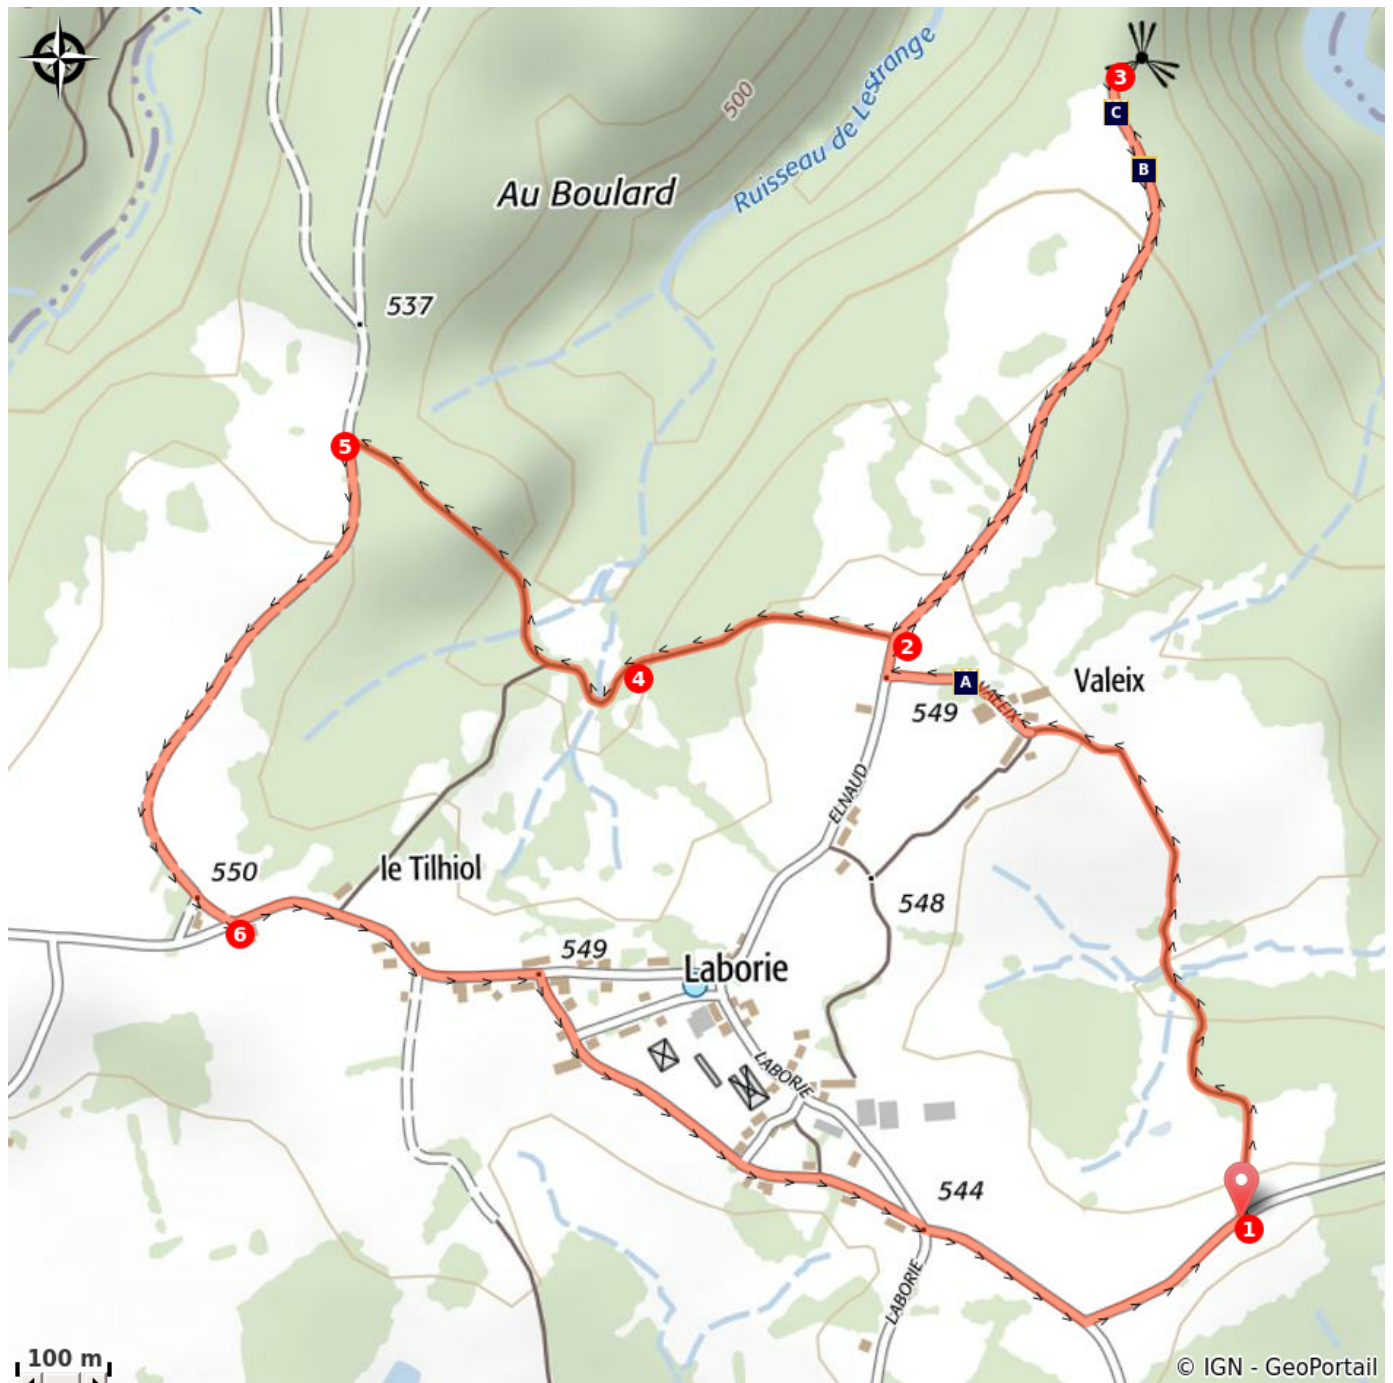 3
C
500
Ruisseau de Lestrange
B
Au Boulard
537
5
2
4
A
VALEIX
Valeix
549
ELNAUD
le Tilhiol
550
548
6
549
Laborie
LABORIE
544
1
LABORIE
100 m
© IGN - GeoPortail